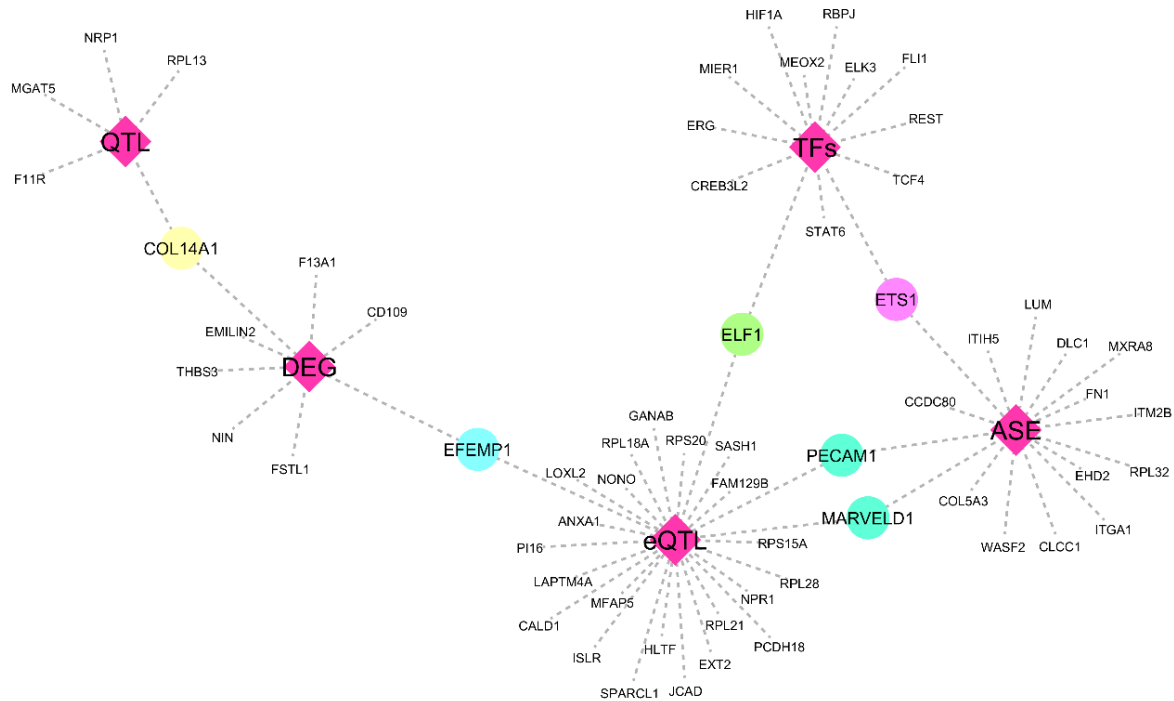 HIF1A
RBPJ
NRP1
RPL13
MEOX2
FLI1
MIER1
ELK3
MGAT5
REST
ERG
QTL
TFs
F11R
CREB3L2
TCF4
STAT6
COL14A1
F13A1
ETS1
LUM
CD109
EMILIN2
ELF1
ITIH5
DLC1
MXRA8
DEG
THBS3
CCDC80
FN1
ITM2B
GANAB
ASE
NIN
RPL18A
RPS20
SASH1
EFEMP1
PECAM1
FSTL1
LOXL2
NONO
FAM129B
EHD2
RPL32
COL5A3
ANXA1
MARVELD1
ITGA1
PI16
eQTL
RPS15A
WASF2
CLCC1
LAPTM4A
RPL28
MFAP5
NPR1
CALD1
RPL21
PCDH18
ISLR
HLTF
EXT2
SPARCL1
JCAD